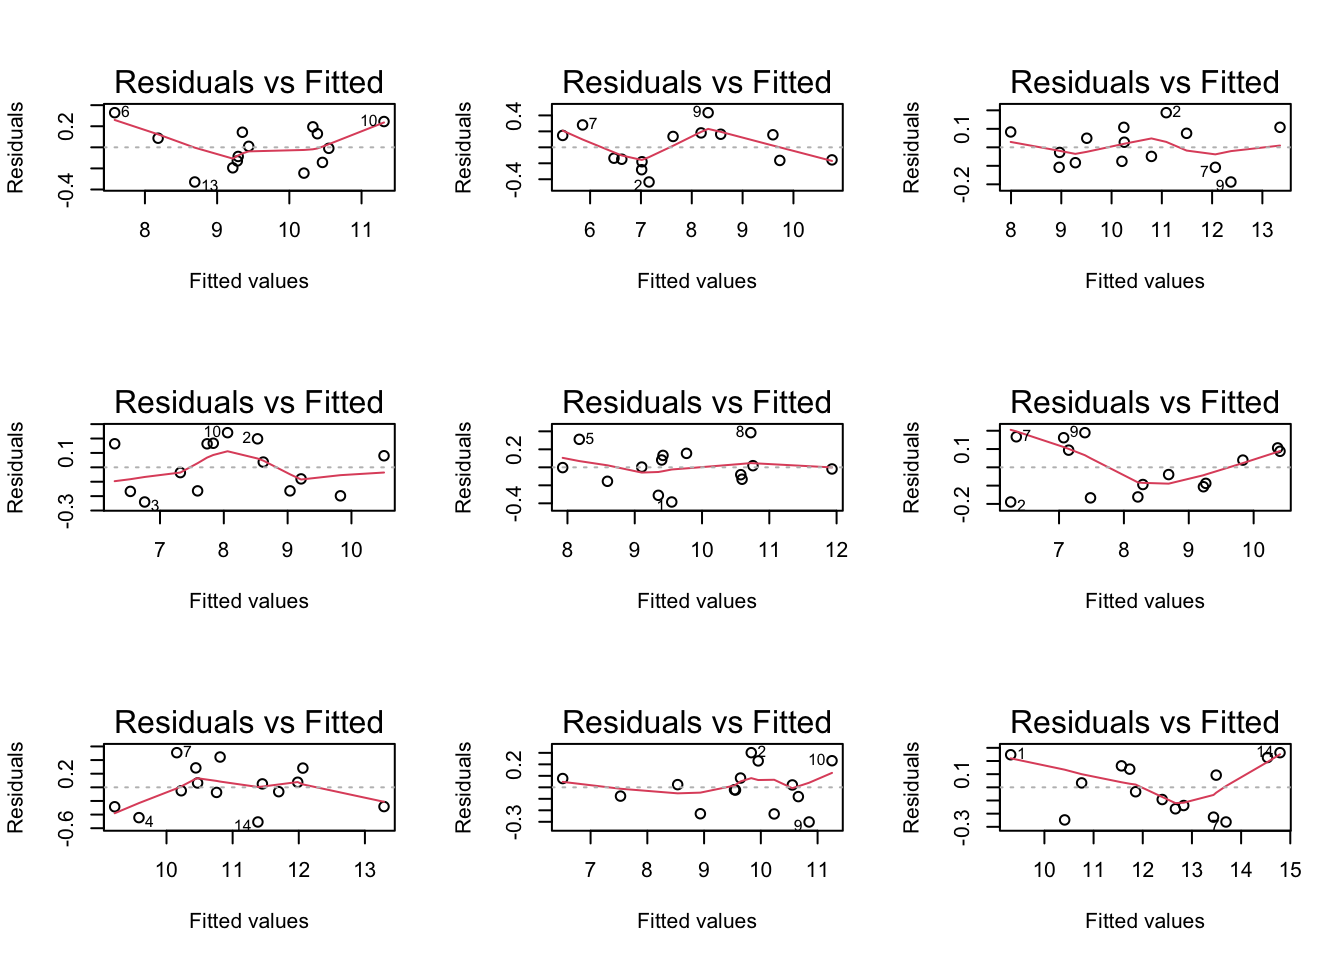 Residuals vs Fitted
Residuals
0.2
-0.4
6
13
10
8 9 10 11
Fitted values
Residuals vs Fitted
Residuals
0.4
-0.4
7
9
2
6 7 8 9 10
Fitted values
Residuals vs Fitted
Residuals
0.1
-0.2
2
7
9
8 9 10 11 12 13
Fitted values
Residuals vs Fitted
Residuals
0.1
-0.3
10
2
3
7 8 9 10
Fitted values
Residuals vs Fitted
Residuals
0.2
-0.4
5
8
8 9 10 11 12
Fitted values
Residuals vs Fitted
Residuals
0.1
-0.2
7
9
2
7 8 9 10
Fitted values
Residuals vs Fitted
Residuals
0.2
-0.6
7
4
14
10 11 12 13
Fitted values
Residuals vs Fitted
Residuals
0.2
-0.3
2
10
9
7 8 9 10 11
Fitted values
Residuals vs Fitted
Residuals
0.1
-0.3
1
14
7
10 11 12 13 14 15
Fitted values